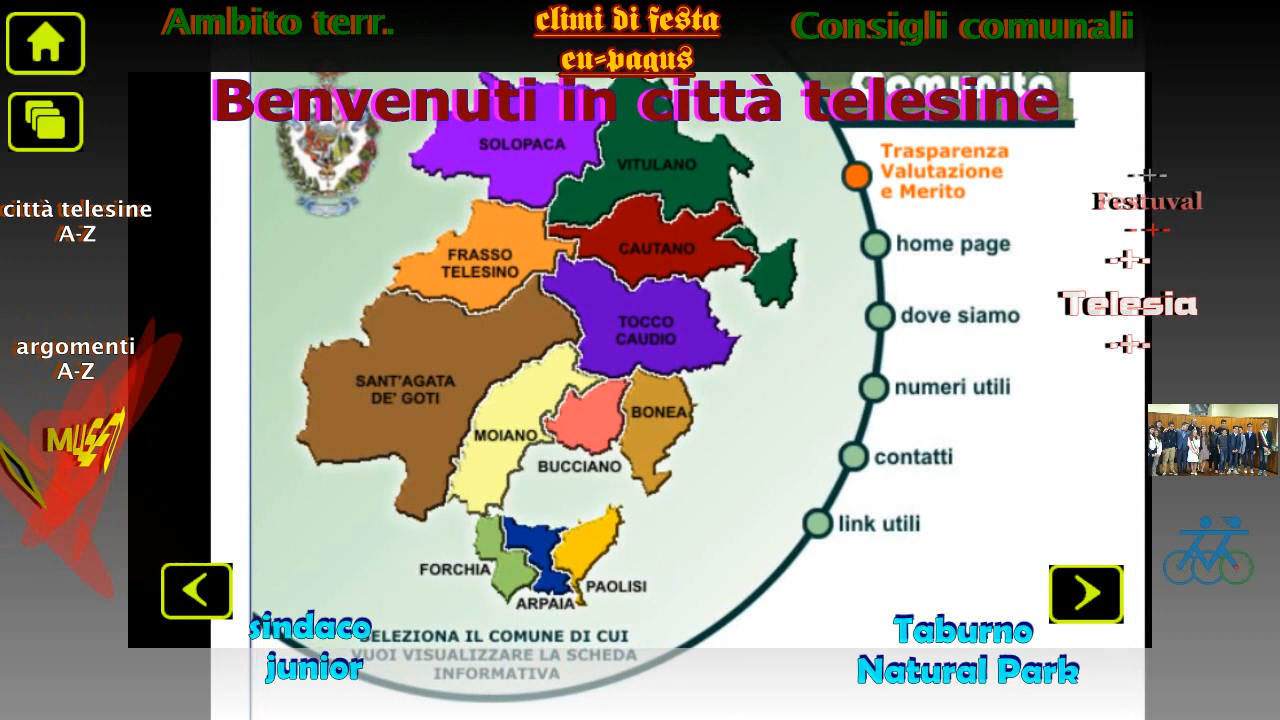 Ambito terr.
climi di festa
eu-pagus
Consigli comunali
Comunità
Benvenuti in città telesine
SOLOPACA
VITULANO
Trasparenza
Valutazione
e Merito
città telesine
A-Z
Festuval
home page
FRASSO
TELESINO
CAUTANO
Telesia
dove siamo
TOCCO
CAUDIO
argomenti
A-Z
SANT'AGATA
DE' GOTI
numeri utili
MUSEO
MOIANO
BONEA
BUCCIANO
contatti
link utili
FORCHIA
PAOLISI
ARPAIA
sindaco
junior
SELEZIONA IL COMUNE DI CUI
VUOI VISUALIZZARE LA SCHEDA
INFORMATIVA
Taburno
Natural Park